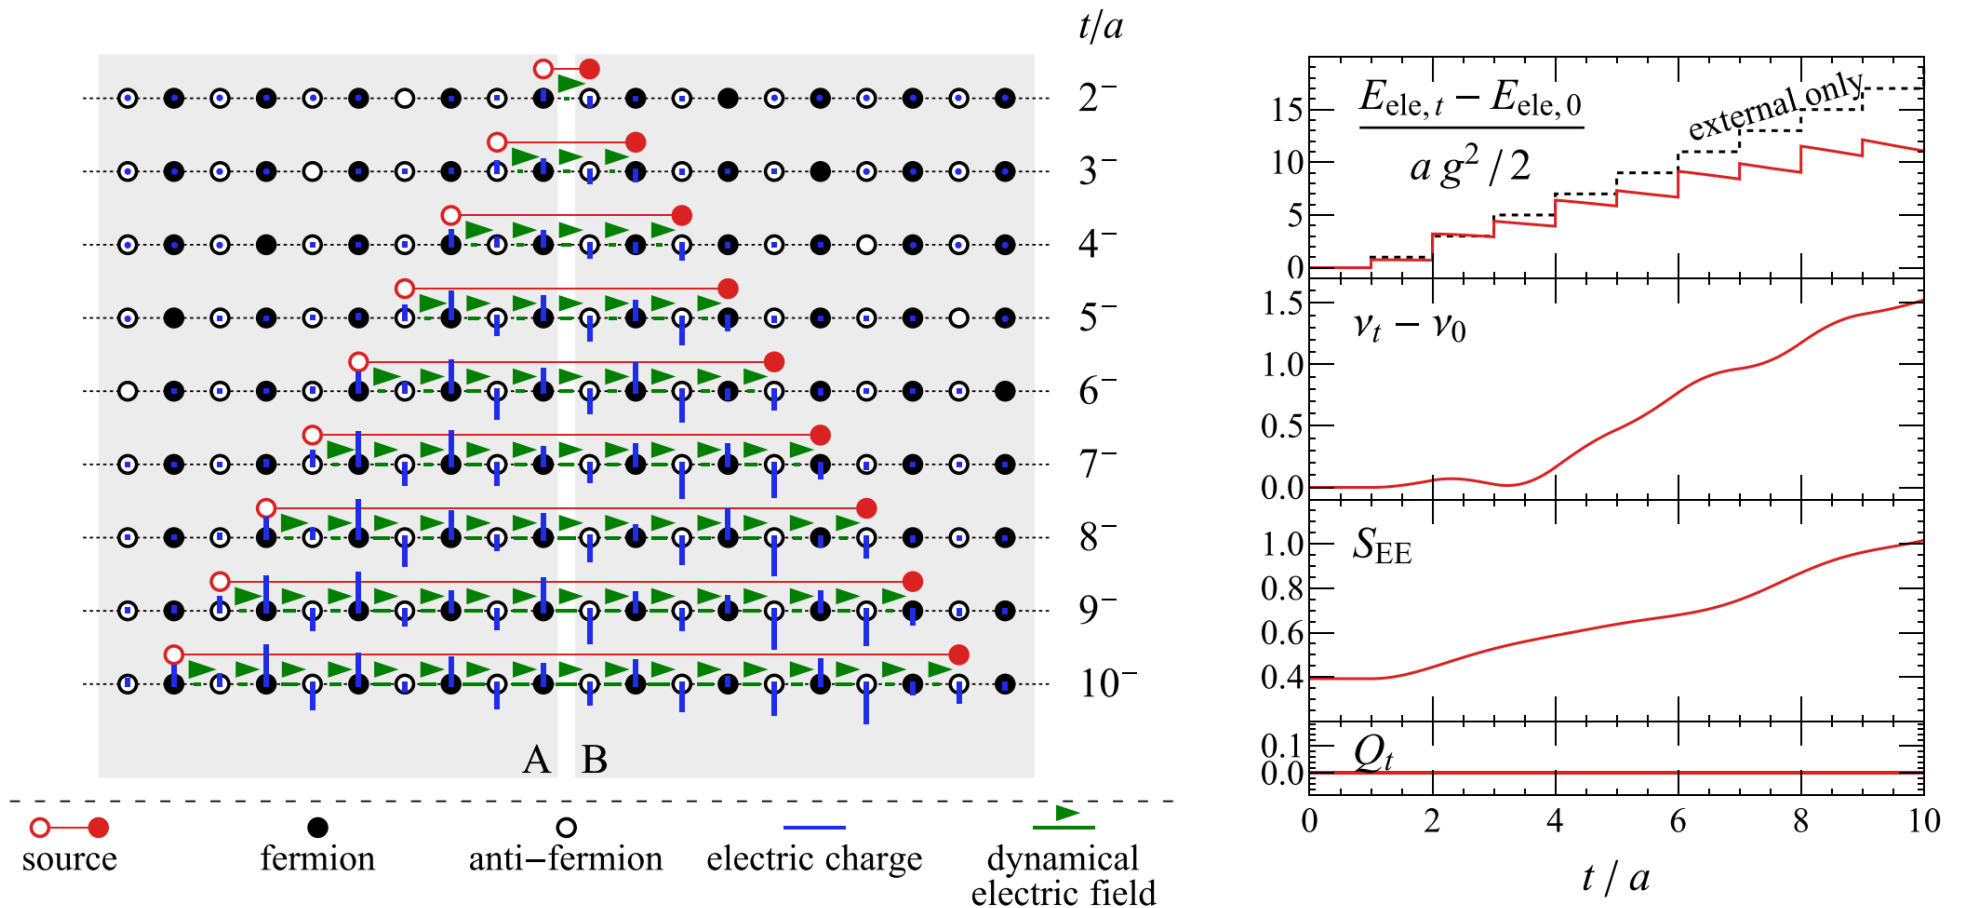 t/a
2⁻
3⁻
4⁻
5⁻
6⁻
7⁻
8⁻
9⁻
10⁻
A B
source
fermion
anti−fermion
electric charge
dynamical
electric field
E_ele,t − E_ele,0
a g² / 2
external only
15
10
5
0
ν_t − ν_0
1.5
1.0
0.5
0.0
S_EE
1.0
0.8
0.6
0.4
Q_t
0.1
0.0
0 2 4 6 8 10
t / a